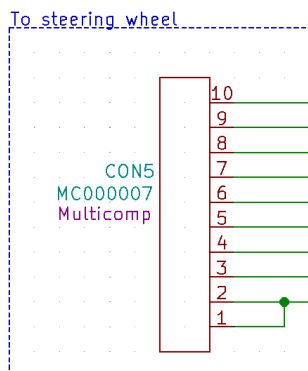 To steering wheel
10
9
8
CON5
7
MC000007
6
Multicomp
5
4
3
2
1